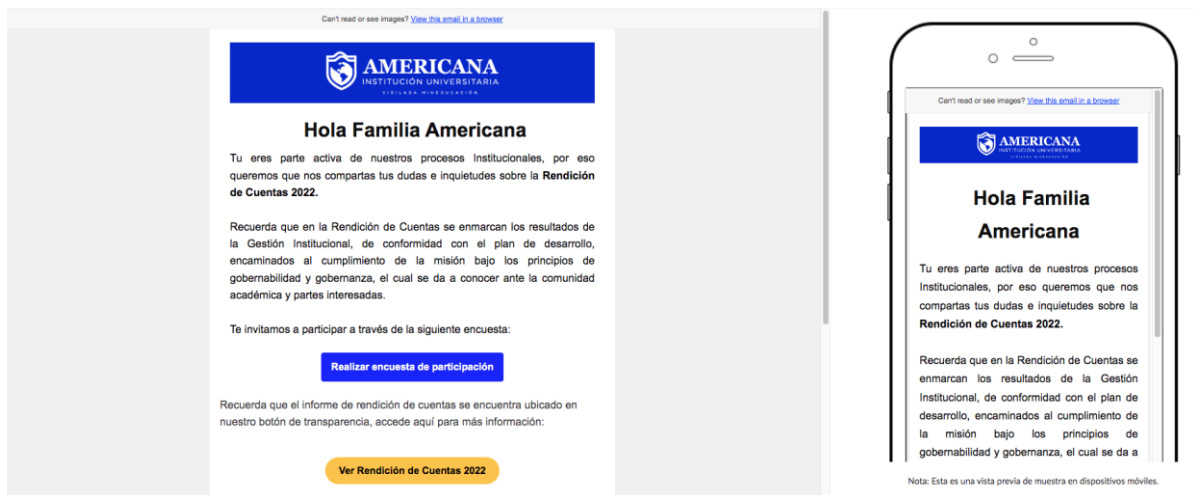 Can't read or see images? View this email in a browser
AMERICANA
INSTITUCIÓN UNIVERSITARIA
VIGILADA MINEDUCACIÓN
Hola Familia Americana
Tu eres parte activa de nuestros procesos Institucionales, por eso
queremos que nos compartas tus dudas e inquietudes sobre la Rendición
de Cuentas 2022.
Recuerda que en la Rendición de Cuentas se enmarcan los resultados de
la Gestión Institucional, de conformidad con el plan de desarrollo,
encaminados al cumplimiento de la misión bajo los principios de
gobernabilidad y gobernanza, el cual se da a conocer ante la comunidad
académica y partes interesadas.
Te invitamos a participar a través de la siguiente encuesta:
Realizar encuesta de participación
Recuerda que el informe de rendición de cuentas se encuentra ubicado en
nuestro botón de transparencia, accede aquí para más información:
Ver Rendición de Cuentas 2022
Can't read or see images? View this email in a browser
AMERICANA
INSTITUCIÓN UNIVERSITARIA
VIGILADA MINEDUCACIÓN
Hola Familia
Americana
Tu eres parte activa de nuestros procesos
Institucionales, por eso queremos que nos
compartas tus dudas e inquietudes sobre la
Rendición de Cuentas 2022.
Recuerda que en la Rendición de Cuentas se
enmarcan los resultados de la Gestión
Institucional, de conformidad con el plan de
desarrollo, encaminados al cumplimiento de
la misión bajo los principios de
gobernabilidad y gobernanza, el cual se da a
Nota: Esta es una vista previa de muestra en dispositivos móviles.